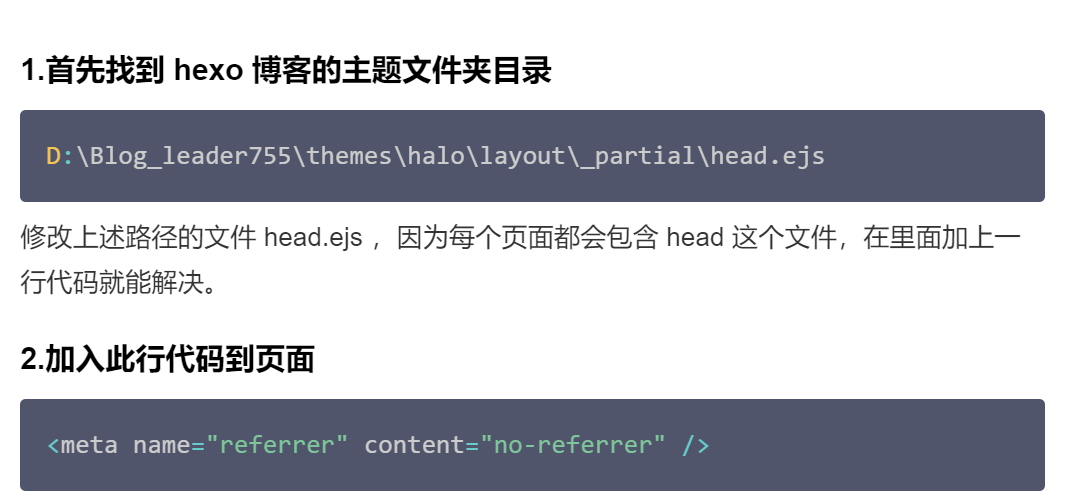 1.首先找到 hexo 博客的主题文件夹目录
D:\Blog_leader755\themes\halo\layout\_partial\head.ejs
修改上述路径的文件 head.ejs ，因为每个页面都会包含 head 这个文件，在里面加上一
行代码就能解决。
2.加入此行代码到页面
<meta name="referrer" content="no-referrer" />